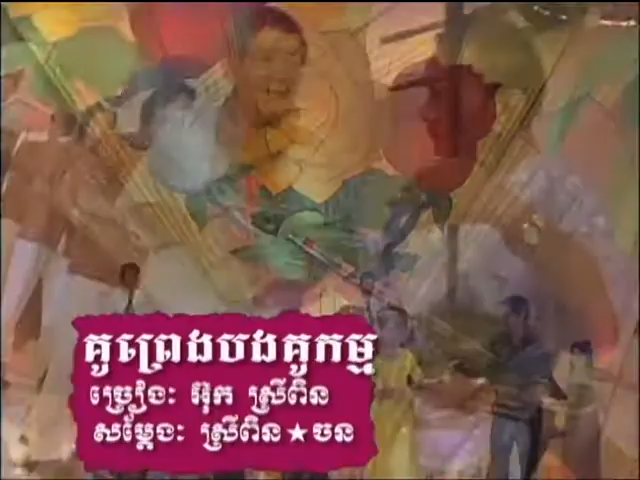 គូព្រេងបងគូកម្ម
ច្រៀងៈ អ៊ុក ស្រីពិន
សម្ដែងៈ ស្រីពិន ★ ចន